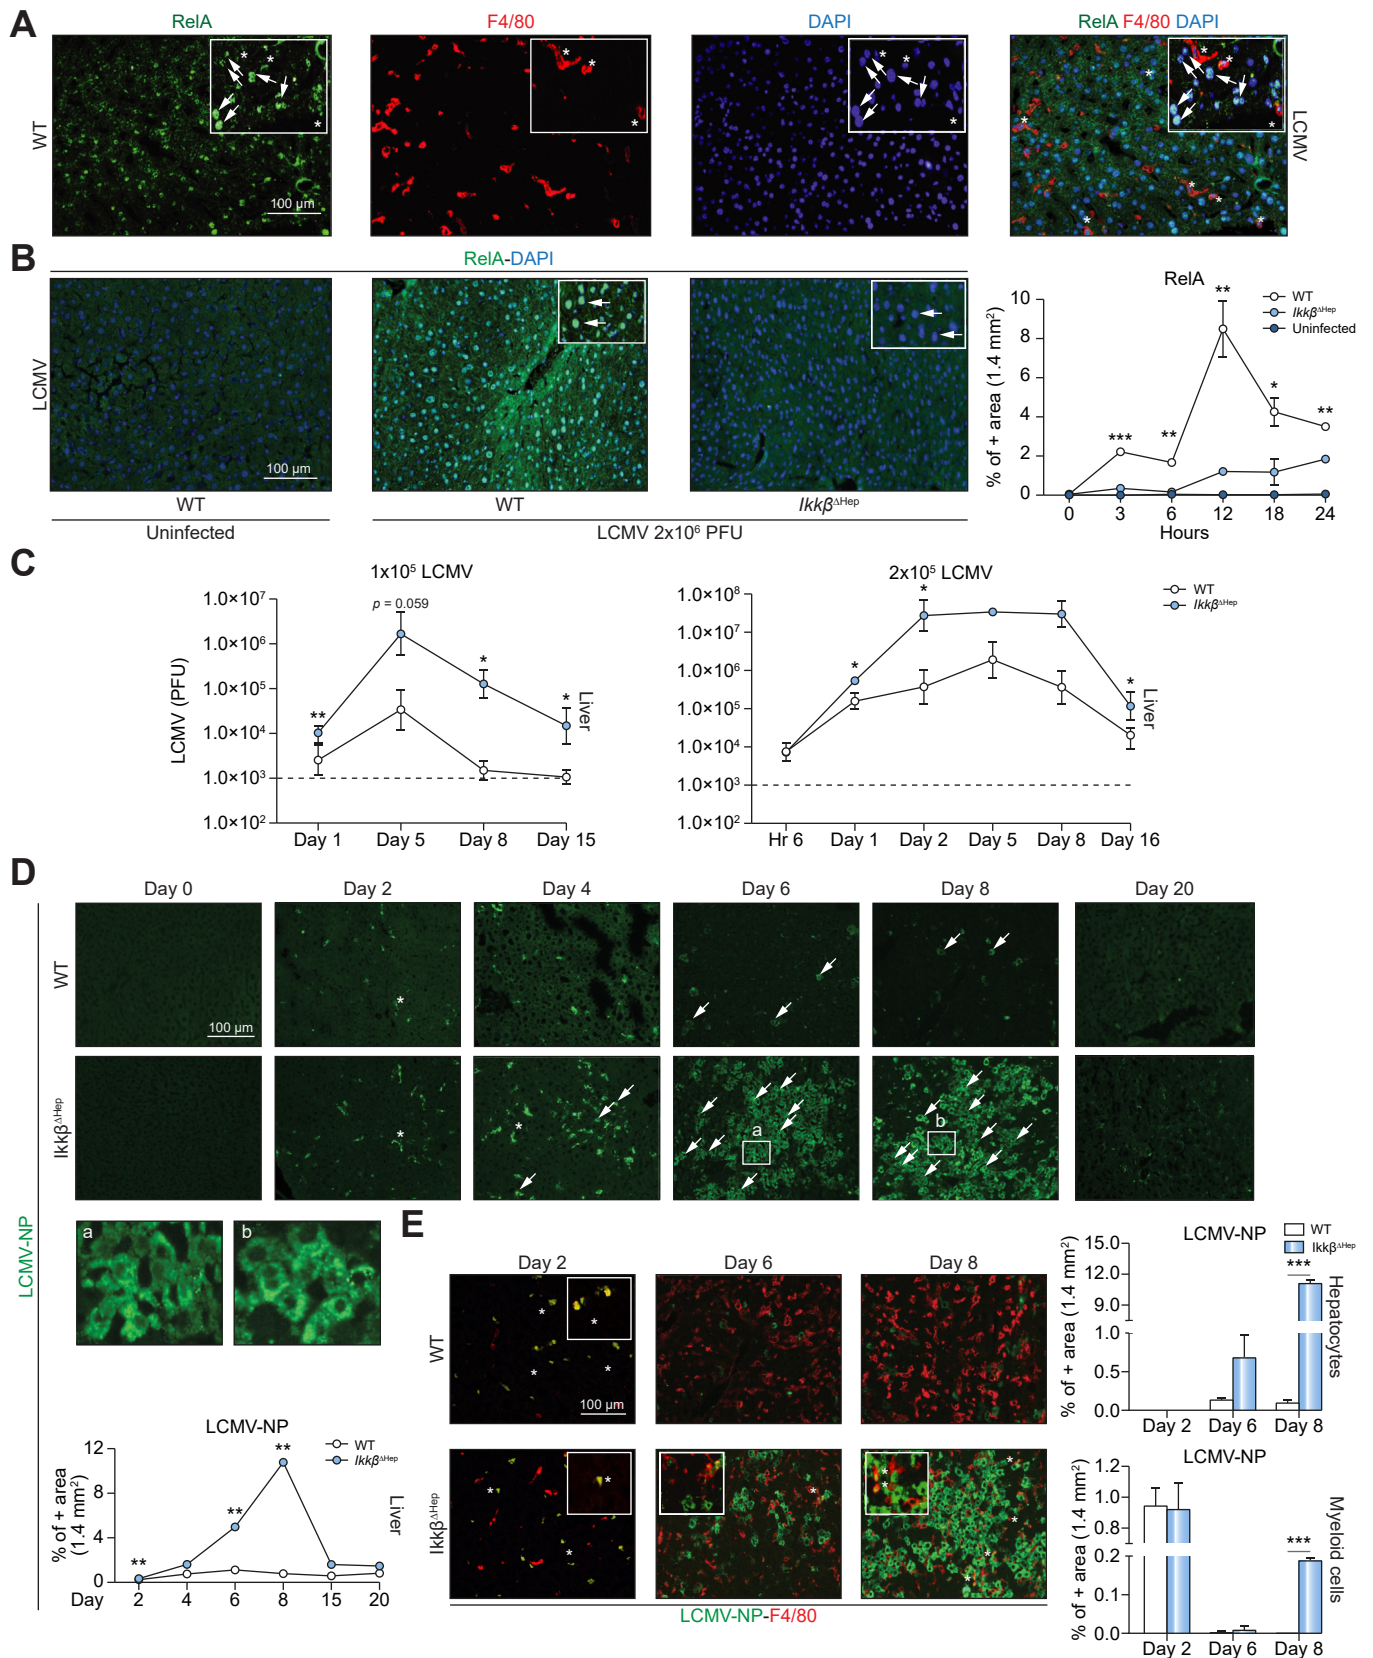 A
RelA
F4/80
DAPI
RelA F4/80 DAPI
WT
100 µm
LCMV
B
RelA-DAPI
LCMV
100 µm
WT
WT
Ikkβ^ΔHep
Uninfected
LCMV 2x10⁶ PFU
RelA
% of + area (1.4 mm²)
10
8
6
4
2
0
*** ** ** * **
0 3 6 12 18 24
Hours
WT
Ikkβ^ΔHep
Uninfected
C
1x10⁵ LCMV
LCMV (PFU)
1.0×10⁷
1.0×10⁶
1.0×10⁵
1.0×10⁴
1.0×10³
1.0×10²
p = 0.059
** * *
Day 1 Day 5 Day 8 Day 15
Liver
2x10⁵ LCMV
1.0×10⁸
1.0×10⁷
1.0×10⁶
1.0×10⁵
1.0×10⁴
1.0×10³
1.0×10²
* * *
Hr 6 Day 1 Day 2 Day 5 Day 8 Day 16
Liver
WT
Ikkβ^ΔHep
D
Day 0 Day 2 Day 4 Day 6 Day 8 Day 20
WT
100 µm
Ikkβ^ΔHep
a
b
LCMV-NP
a
b
LCMV-NP
% of + area
(1.4 mm²)
12
8
4
0
** ** **
Day 2 4 6 8 15 20
WT
Ikkβ^ΔHep
Liver
E
Day 2 Day 6 Day 8
WT
100 µm
Ikkβ^ΔHep
LCMV-NP-F4/80
LCMV-NP
WT
Ikkβ^ΔHep
% of + area (1.4 mm²)
15.0
12.0
9.0
1.0
0.5
0.0
***
Day 2 Day 6 Day 8
Hepatocytes
LCMV-NP
% of + area (1.4 mm²)
1.2
1.0
0.8
0.2
0.1
0.0
***
Day 2 Day 6 Day 8
Myeloid cells